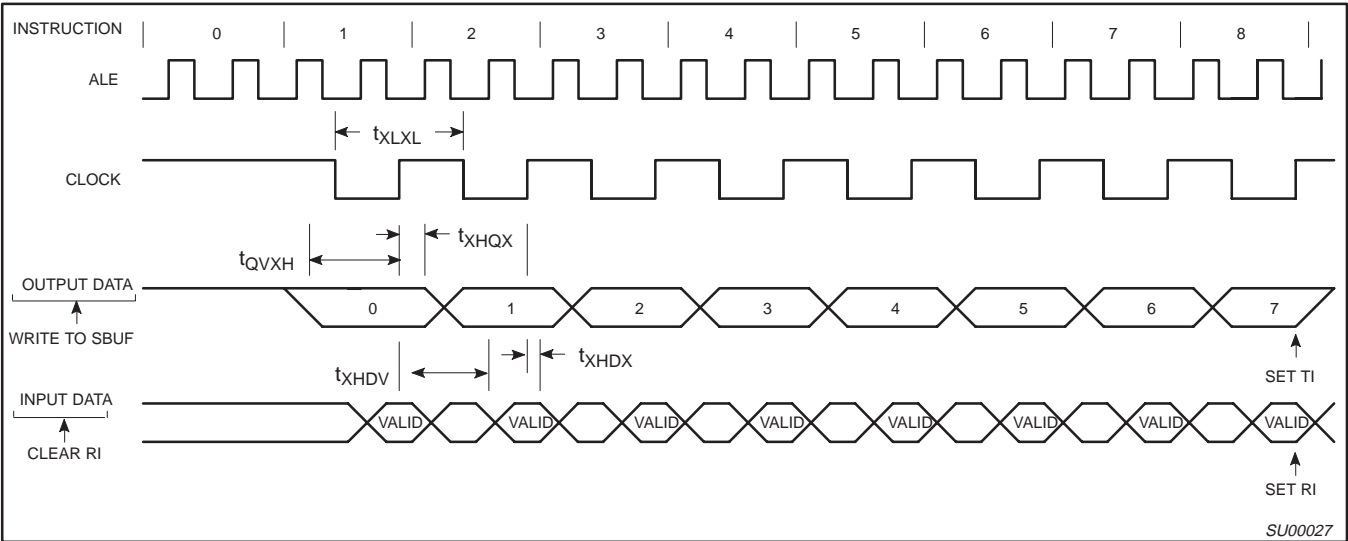 INSTRUCTION 0 1 2 3 4 5 6 7 8
ALE
tXLXL
CLOCK
tXHQX
tQVXH
OUTPUT DATA
0 1 2 3 4 5 6 7
WRITE TO SBUF
tXHDX
tXHDV
SET TI
INPUT DATA
VALID VALID VALID VALID VALID VALID VALID VALID
CLEAR RI
SET RI
SU00027